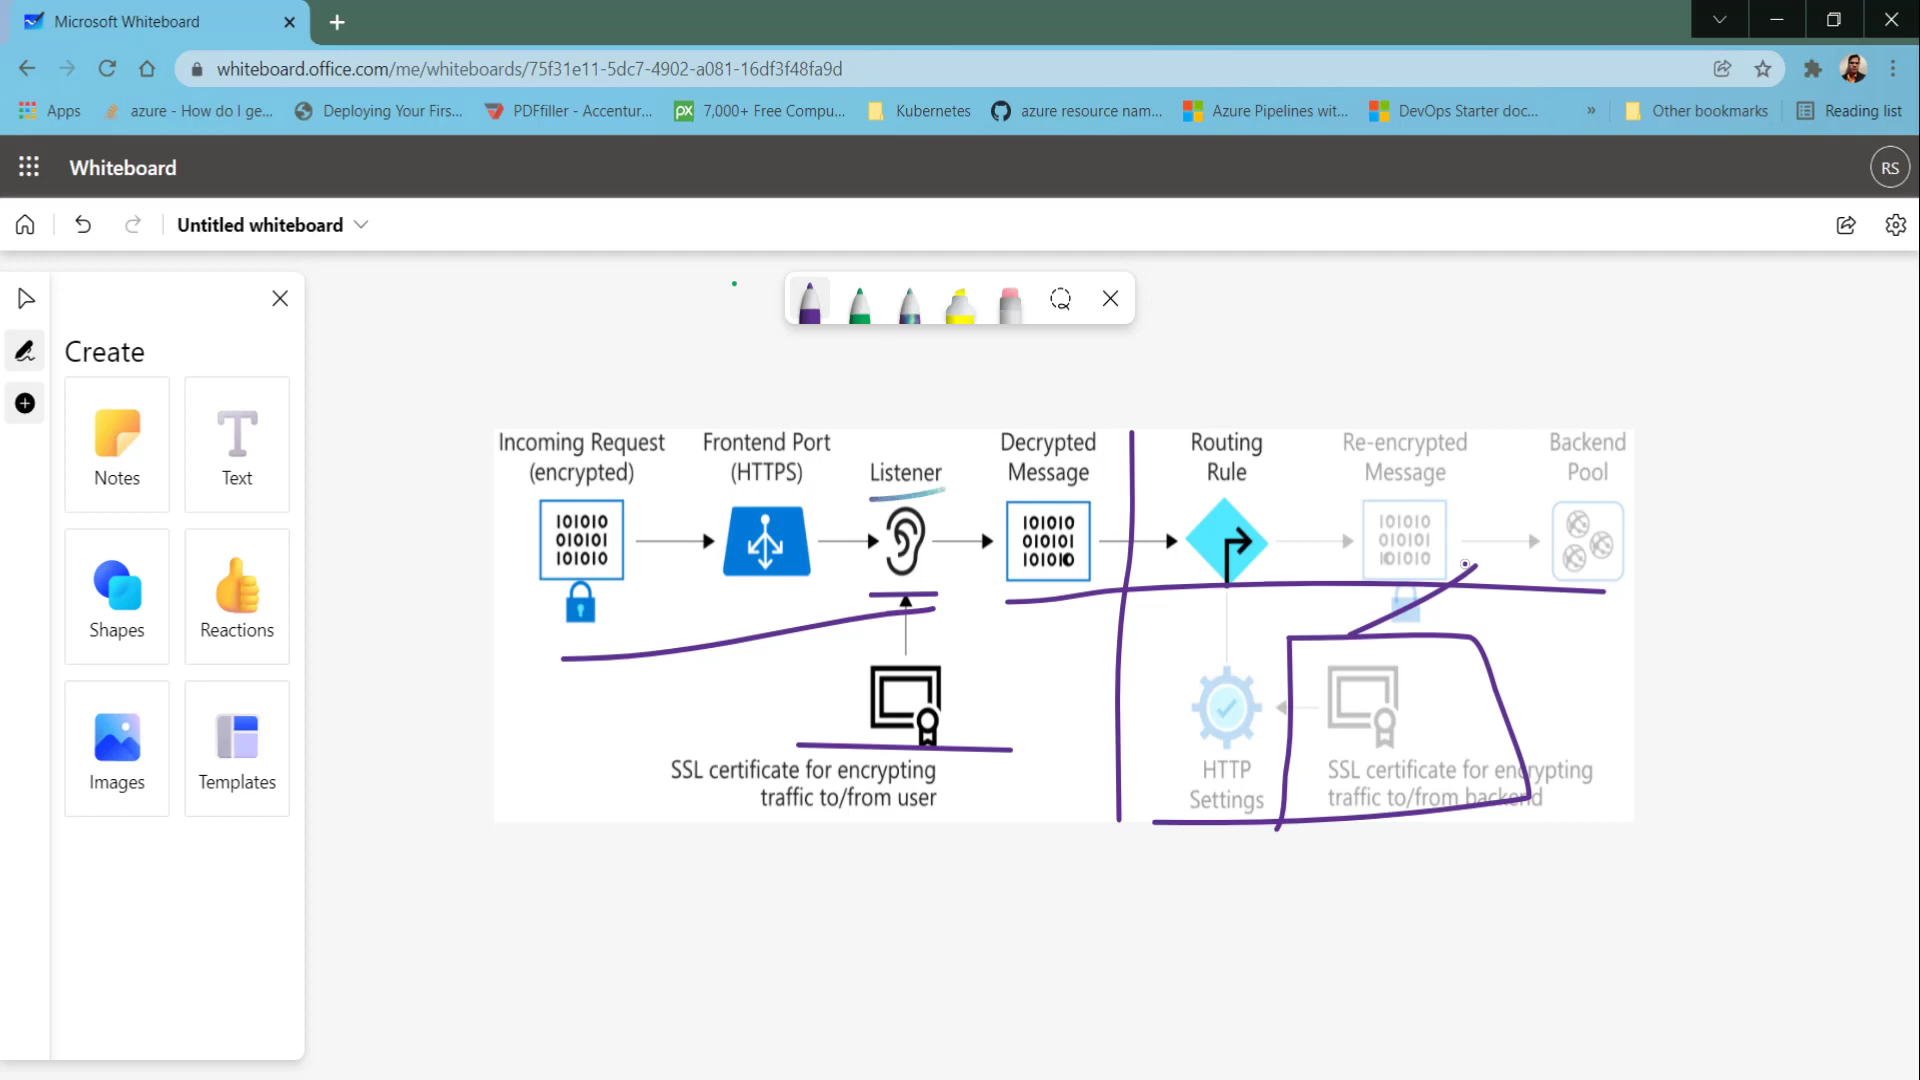 Microsoft Whiteboard
whiteboard.office.com/me/whiteboards/75f31e11-5dc7-4902-a081-16df3f48fa9d
Apps
azure - How do I ge...
Deploying Your Firs...
PDFfiller - Accentur...
px
7,000+ Free Compu...
Kubernetes
azure resource nam...
Azure Pipelines wit...
DevOps Starter doc...
»
Other bookmarks
Reading list
Whiteboard
RS
Untitled whiteboard
Create
Notes
Text
Shapes
Reactions
Images
Templates
Incoming Request
(encrypted)
Frontend Port
(HTTPS)
Listener
Decrypted
Message
Routing
Rule
Re-encrypted
Message
Backend
Pool
101010
010101
101010
101010
010101
101010
101010
010101
101010
SSL certificate for encrypting
traffic to/from user
HTTP
Settings
SSL certificate for encrypting
traffic to/from backend